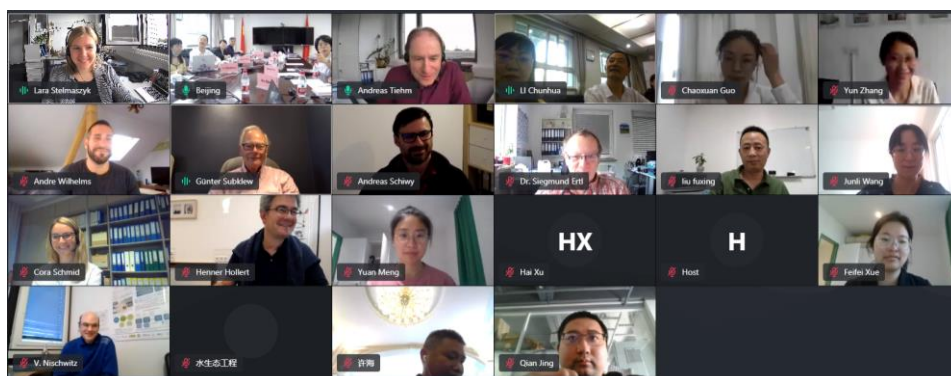 Lara Stelmaszyk
Beijing
Andreas Tiehm
LI Chunhua
Chaoxuan Guo
Yun Zhang
Andre Wilhelms
Günter Subklew
Andreas Schiwy
Dr. Siegmund Ertl
liu fuxing
Junli Wang
Cora Schmid
Henner Hollert
Yuan Meng
HX
Hai Xu
H
Host
Feifei Xue
V. Nischwitz
水生态工程
许海
Qian Jing